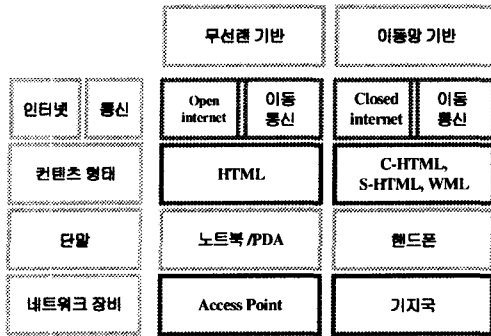 무선랜 기반 이동망 기반
인터넷 통신 Open internet 이동 통신 Closed internet 이동 통신
컨텐츠 형태 HTML C-HTML, S-HTML, WML
단말 노트북 /PDA 핸드폰
네트워크 장비 Access Point 기지국